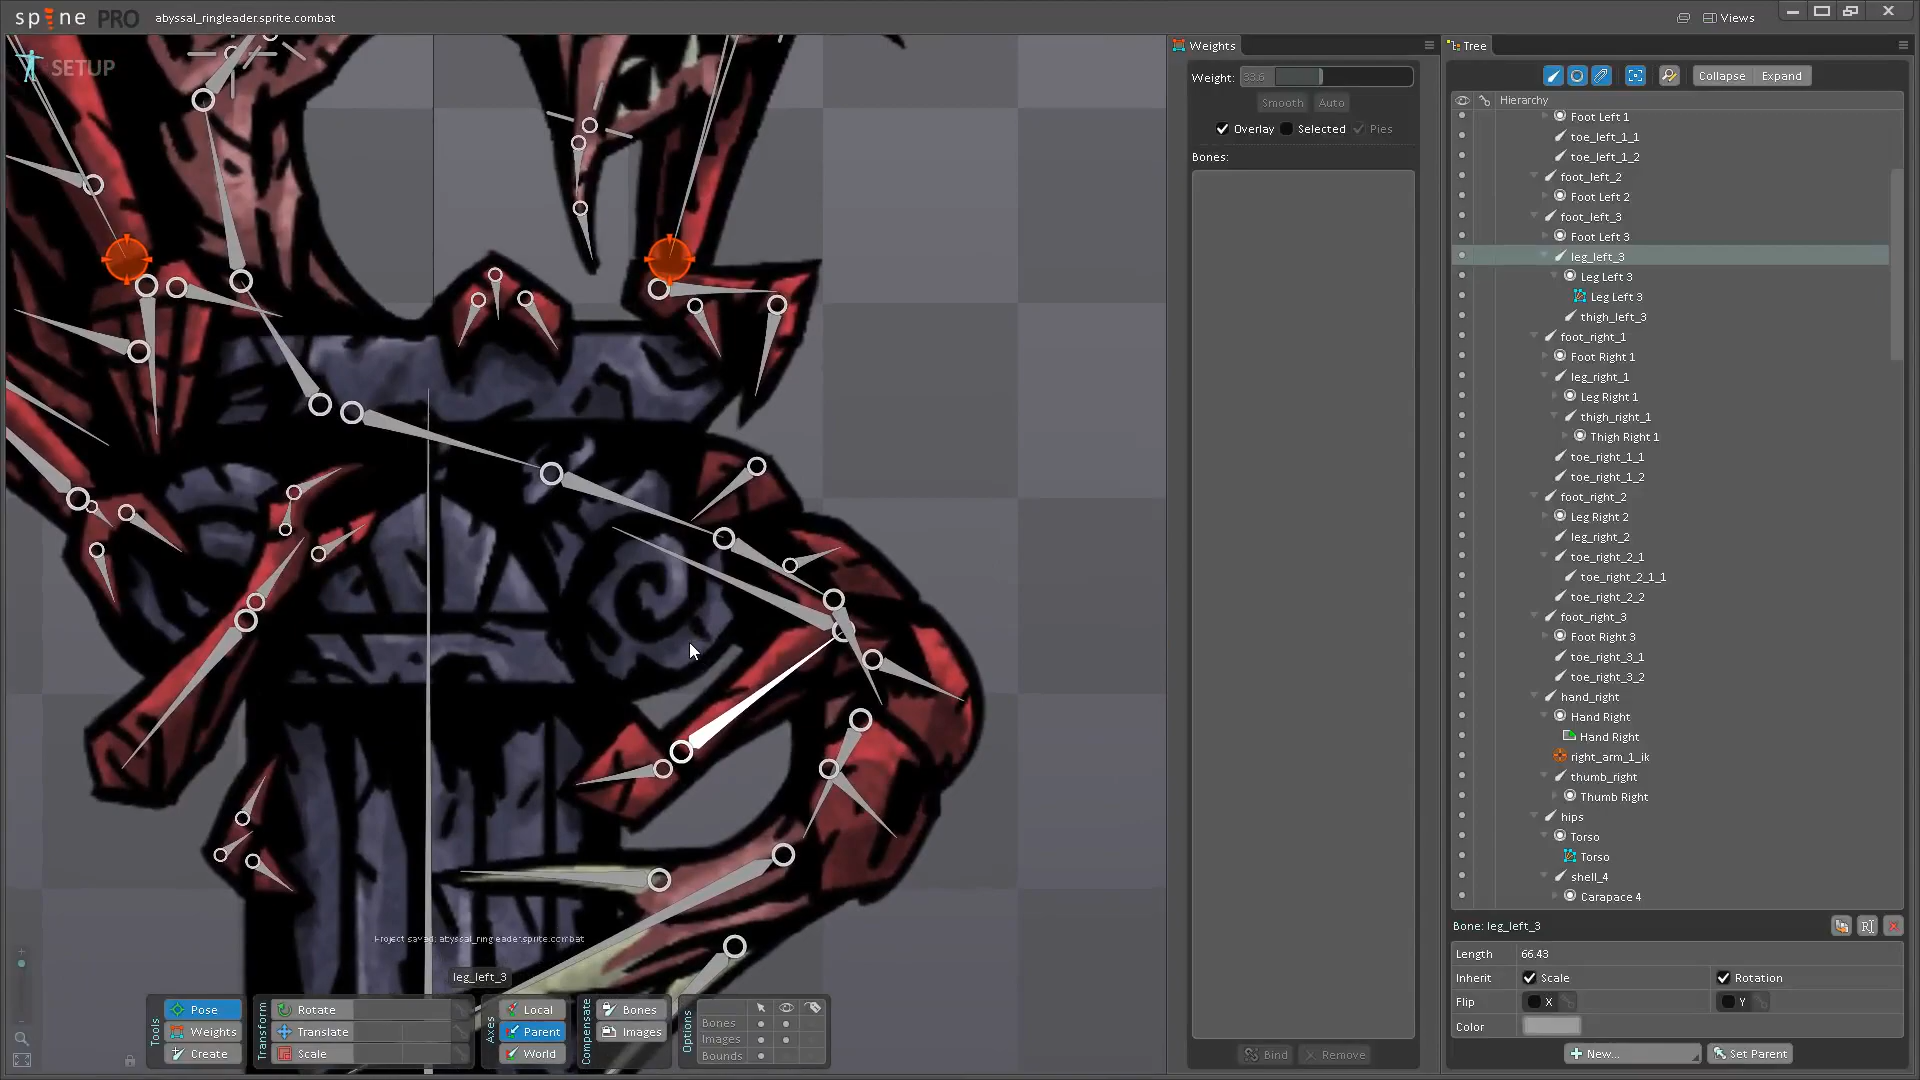 spine PRO
abyssal_ringleader.sprite.combat
Views
SETUP
Weights
Weight: 33.6
Smooth
Auto
Overlay
Selected
Pies
Bones:
Bind
Remove
Tree
Collapse
Expand
Hierarchy
Foot Left 1
toe_left_1_1
toe_left_1_2
foot_left_2
Foot Left 2
foot_left_3
Foot Left 3
leg_left_3
Leg Left 3
Leg Left 3
thigh_left_3
foot_right_1
Foot Right 1
leg_right_1
Leg Right 1
thigh_right_1
Thigh Right 1
toe_right_1_1
toe_right_1_2
foot_right_2
Leg Right 2
leg_right_2
toe_right_2_1
toe_right_2_1_1
toe_right_2_2
foot_right_3
Foot Right 3
toe_right_3_1
toe_right_3_2
hand_right
Hand Right
Hand Right
right_arm_1_ik
thumb_right
Thumb Right
hips
Torso
Torso
shell_4
Carapace 4
Bone: leg_left_3
Length 66.43
Inherit Scale Rotation
Flip X Y
Color
New...
Set Parent
Project saved: abyssal_ringleader.sprite.combat
leg_left_3
Tools
Pose
Weights
Create
Transform
Rotate
Translate
Scale
Axes
Local
Parent
World
Compensate
Bones
Images
Options
Bones
Images
Bounds